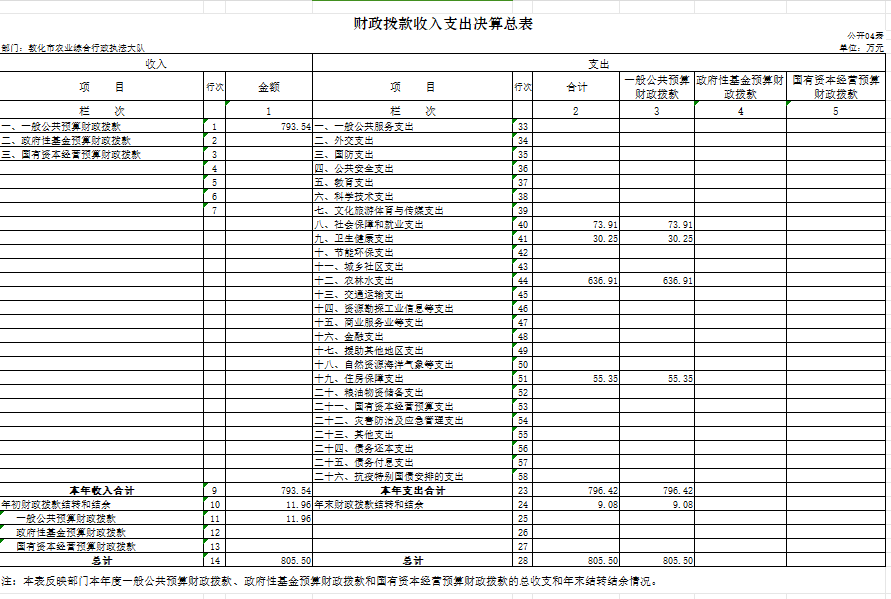 财政拨款收入支出决算总表
公开04表
部门：敦化市农业综合行政执法大队 单位：万元
收入 支出
项 目 行次 金额 项 目 行次 合计 一般公共预算财政拨款 政府性基金预算财政拨款 国有资本经营预算财政拨款
栏 次 1 栏 次 2 3 4 5
一、一般公共预算财政拨款 1 793.54 一、一般公共服务支出 33
二、政府性基金预算财政拨款 2 二、外交支出 34
三、国有资本经营预算财政拨款 3 三、国防支出 35
4 四、公共安全支出 36
5 五、教育支出 37
6 六、科学技术支出 38
7 七、文化旅游体育与传媒支出 39
八、社会保障和就业支出 40 73.91 73.91
九、卫生健康支出 41 30.25 30.25
十、节能环保支出 42
十一、城乡社区支出 43
十二、农林水支出 44 636.91 636.91
十三、交通运输支出 45
十四、资源勘探工业信息等支出 46
十五、商业服务业等支出 47
十六、金融支出 48
十七、援助其他地区支出 49
十八、自然资源海洋气象等支出 50
十九、住房保障支出 51 55.35 55.35
二十、粮油物资储备支出 52
二十一、国有资本经营预算支出 53
二十二、灾害防治及应急管理支出 54
二十三、其他支出 55
二十四、债务还本支出 56
二十五、债务付息支出 57
二十六、抗疫特别国债安排的支出 58
本年收入合计 9 793.54 本年支出合计 23 796.42 796.42
年初财政拨款结转和结余 10 11.96 年末财政拨款结转和结余 24 9.08 9.08
一般公共预算财政拨款 11 11.96 25
政府性基金预算财政拨款 12 26
国有资本经营预算财政拨款 13 27
总计 14 805.50 总计 28 805.50 805.50
注：本表反映部门本年度一般公共预算财政拨款、政府性基金预算财政拨款和国有资本经营预算财政拨款的总收支和年末结转结余情况。